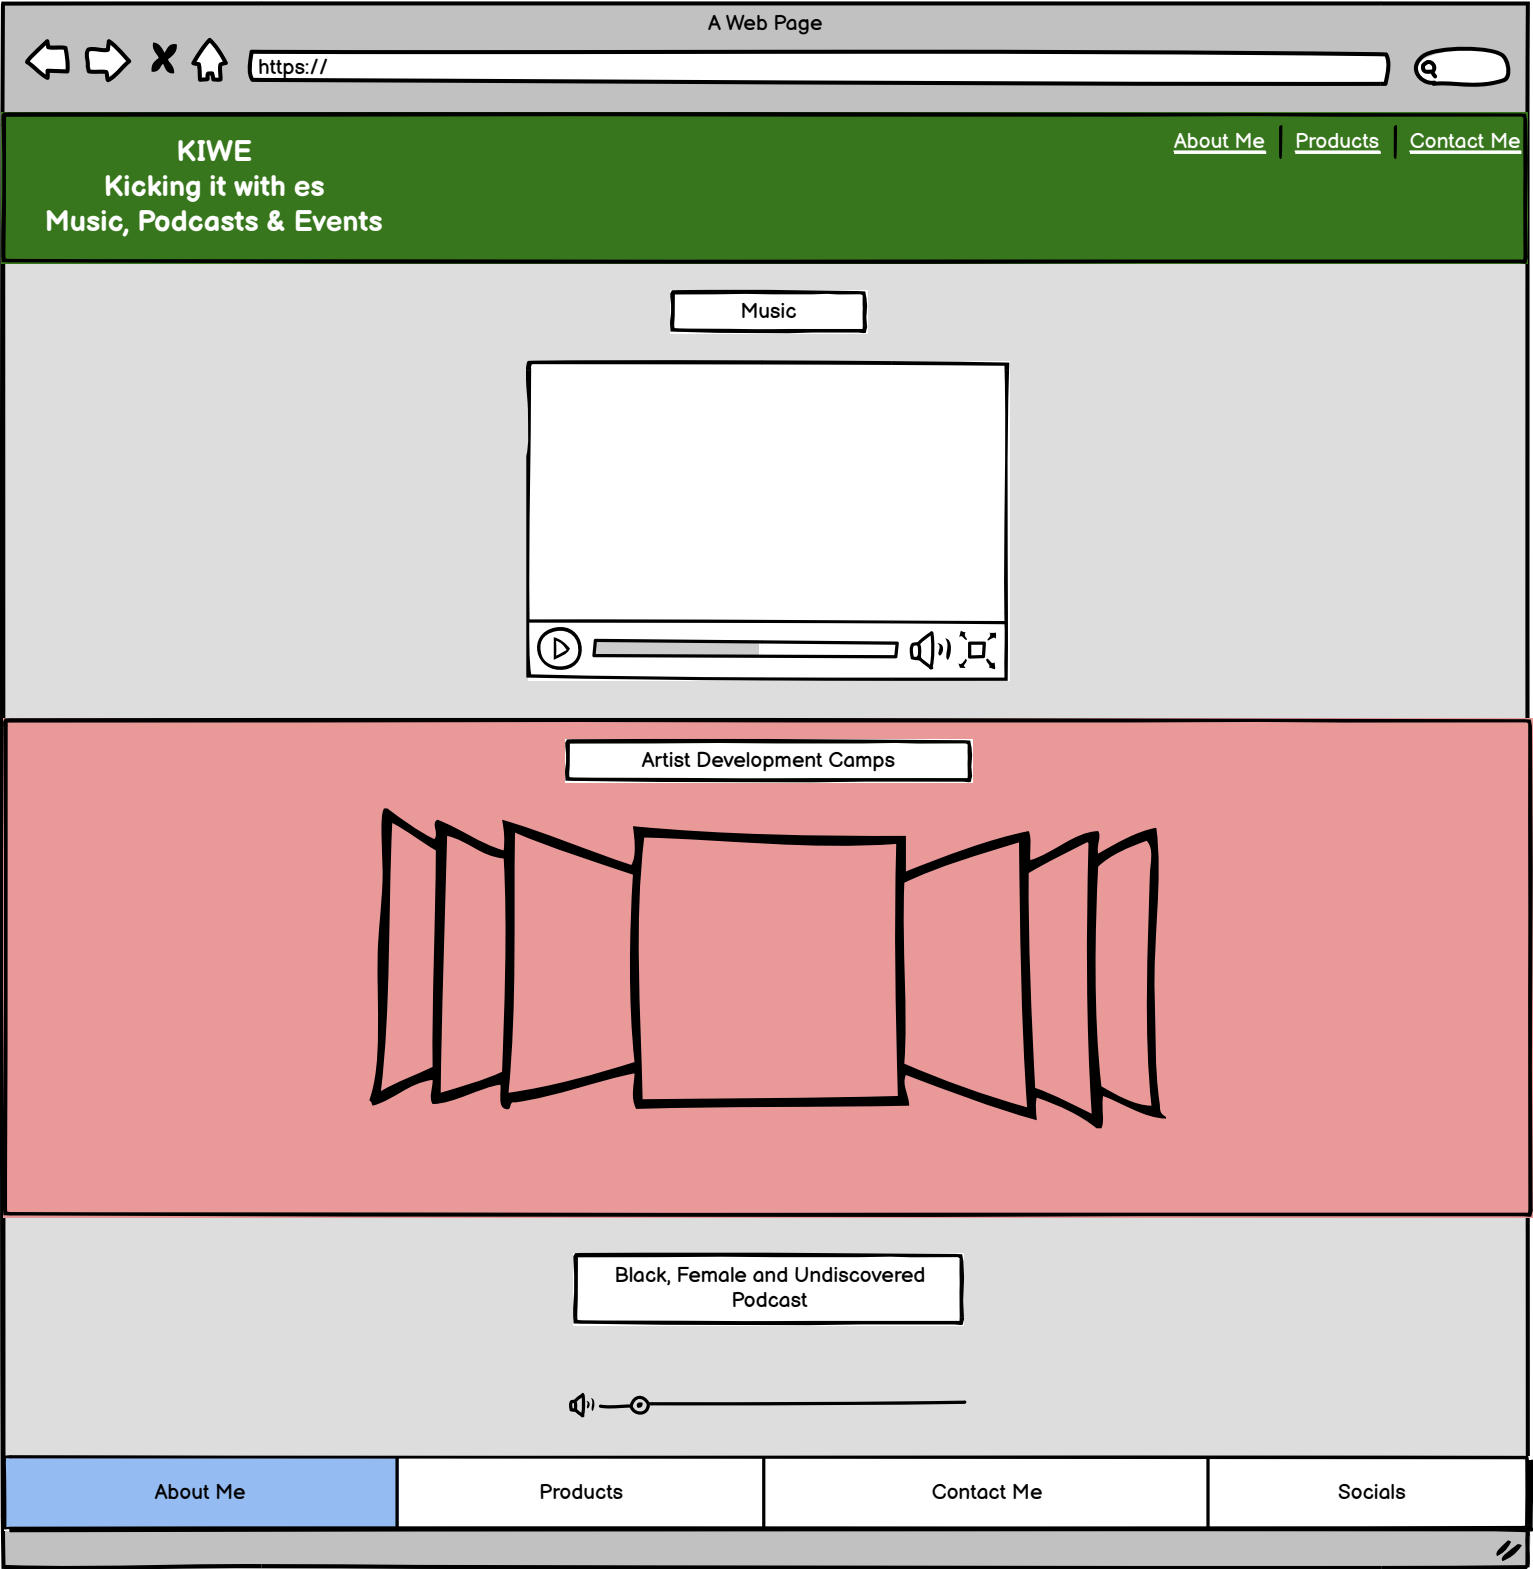 A Web Page
https://
KIWE
Kicking it with es
Music, Podcasts & Events
About Me
Products
Contact Me
Music
Artist Development Camps
Black, Female and Undiscovered
Podcast
About Me
Products
Contact Me
Socials